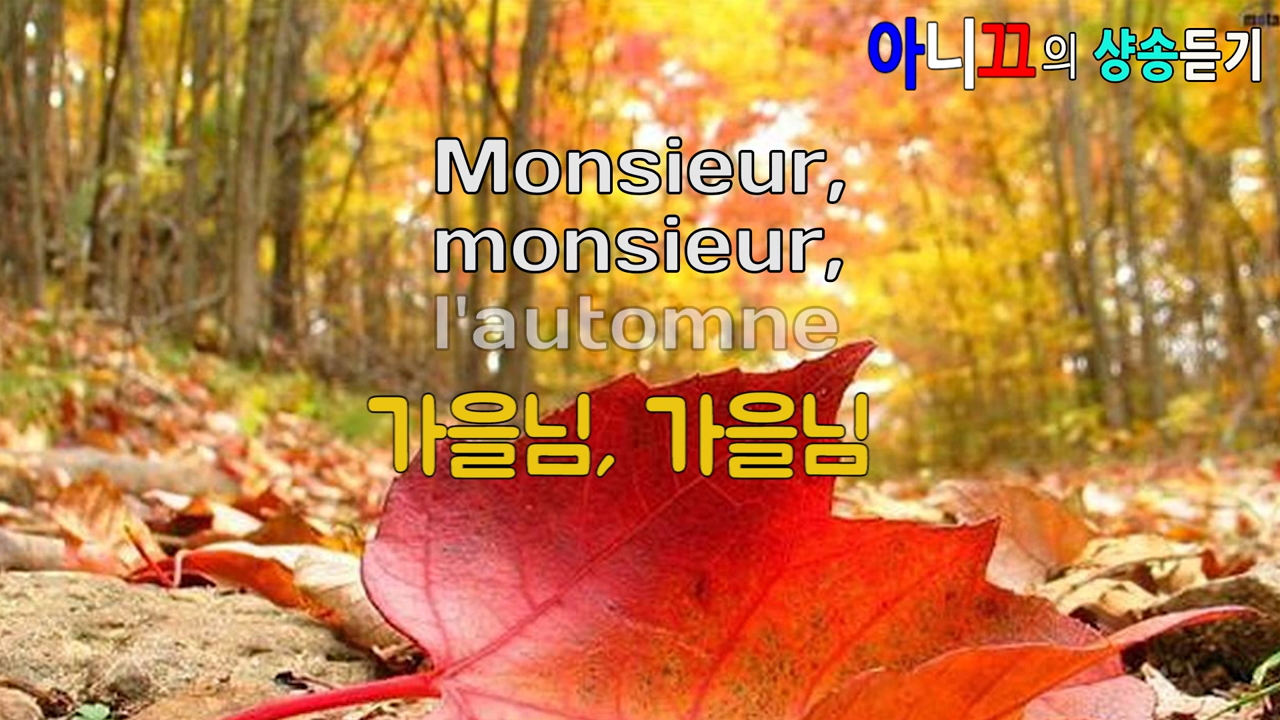 아니끄의 샹송듣기
Monsieur,
monsieur,
l'automne
가을님, 가을님